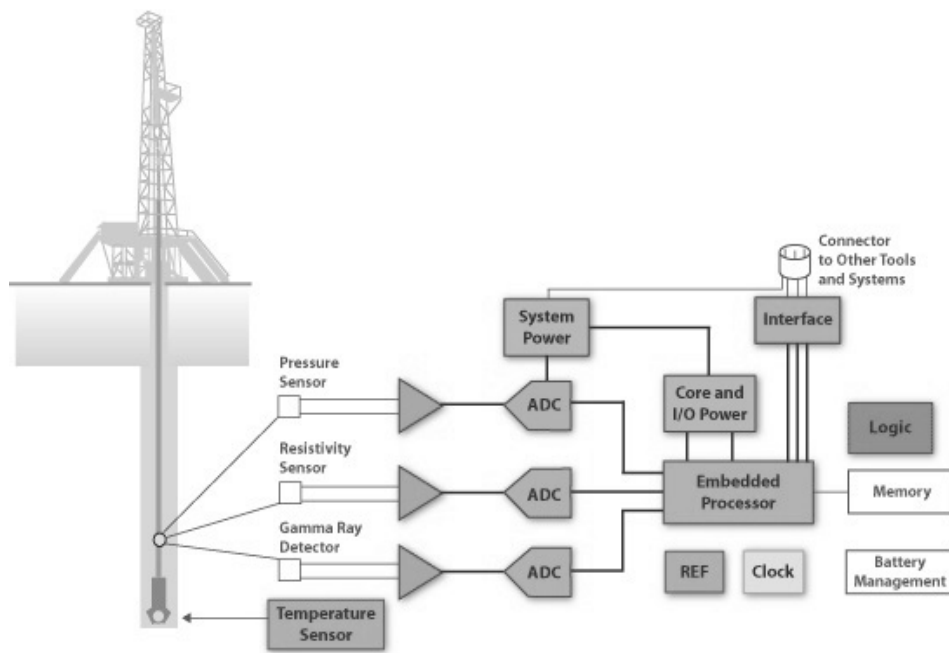 Connector
to Other Tools
and Systems
System
Power
Interface
Pressure
Sensor
ADC
Core and
I/O Power
Logic
Resistivity
Sensor
ADC
Embedded
Processor
Memory
Gamma Ray
Detector
ADC
REF
Clock
Battery
Management
Temperature
Sensor